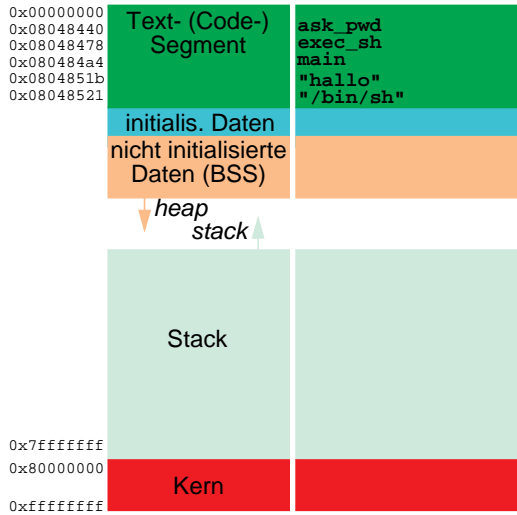 0x00000000
Text- (Code-)
Segment
0x08048440 ask_pwd
0x08048478 exec_sh
0x080484a4 main
0x0804851b "hallo"
0x08048521 "/bin/sh"
initialis. Daten
nicht initialisierte
Daten (BSS)
heap
stack
Stack
0x7fffffff
0x80000000
Kern
0xffffffff